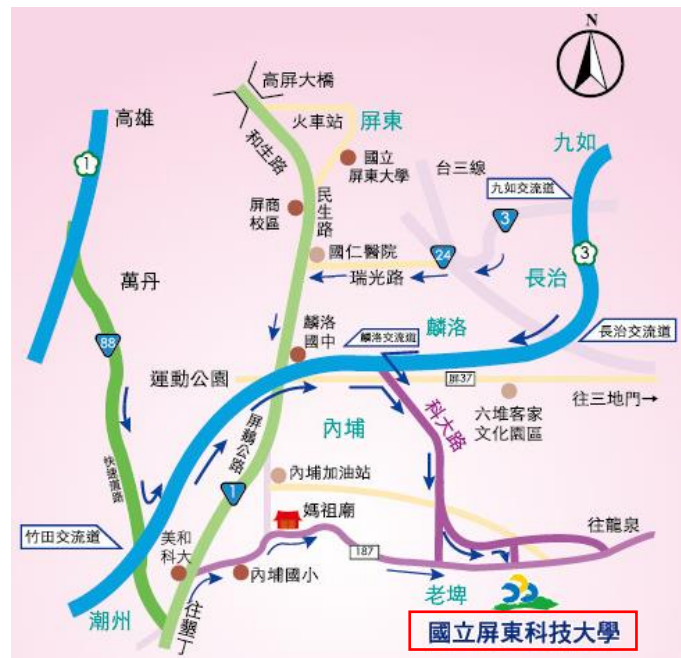 N
高屏大橋
高雄
火車站
屏東
和生路
九如
1
國立
屏東大學
台三線
九如交流道
民生路
屏商
校區
3
國仁醫院
24
3
瑞光路
萬丹
長治
麟洛
國中
麟洛交流道
麟洛
長治交流道
88
運動公園
屏37
往三地門→
科大路
六堆客家
文化園區
內埔
屏鵝公路
內埔加油站
快速道路
1
媽祖廟
往龍泉
竹田交流道
美和
科大
187
內埔國小
老埤
潮州
往墾丁
國立屏東科技大學